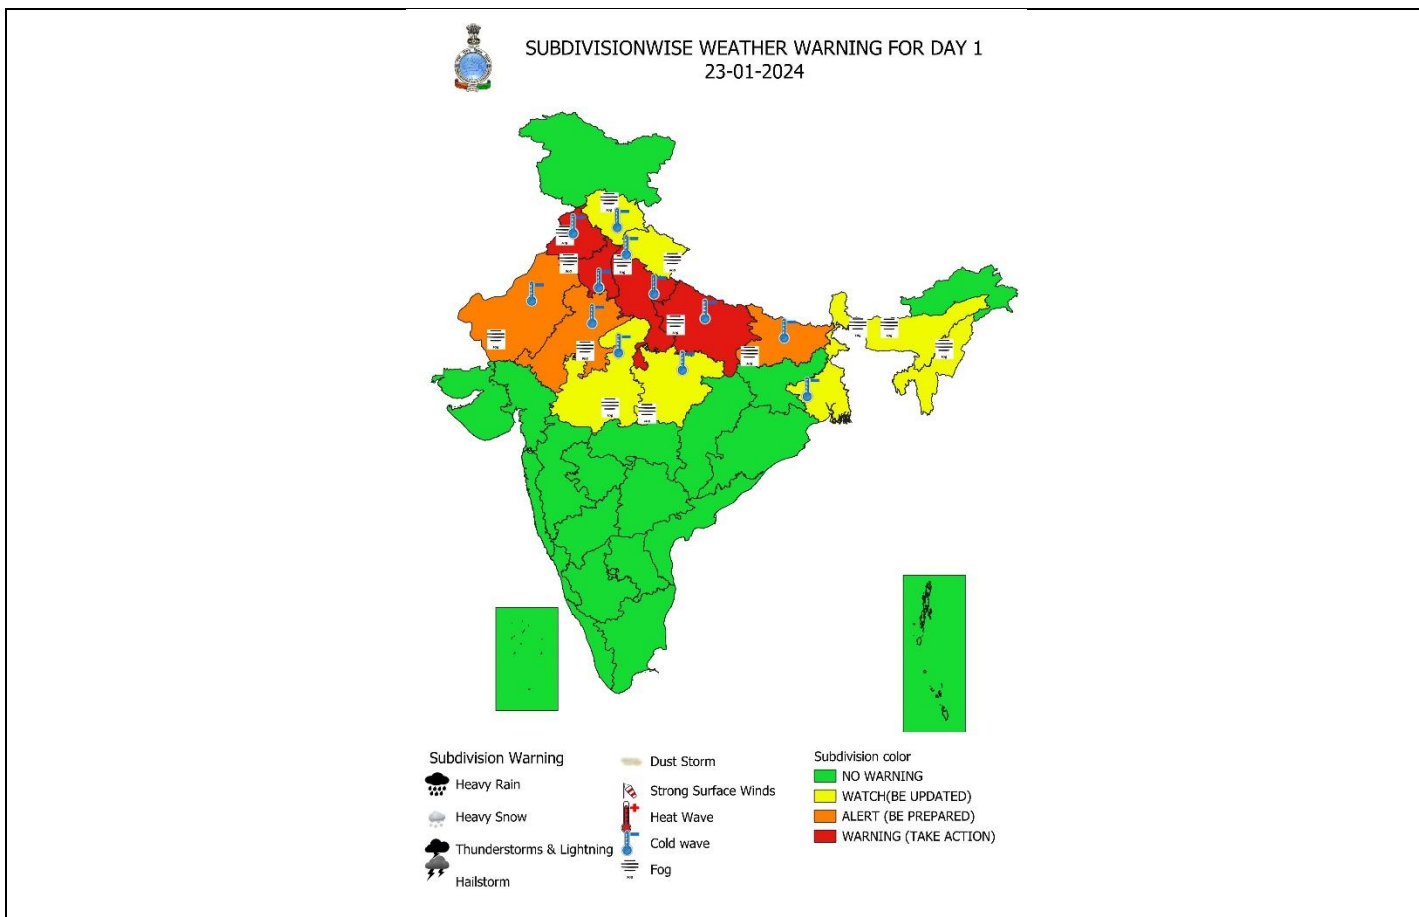 SUBDIVISIONWISE WEATHER WARNING FOR DAY 1
23-01-2024
Subdivision Warning
Heavy Rain
Heavy Snow
Thunderstorms & Lightning
Hailstorm
Dust Storm
Strong Surface Winds
Heat Wave
Cold wave
Fog
Subdivision color
NO WARNING
WATCH(BE UPDATED)
ALERT (BE PREPARED)
WARNING (TAKE ACTION)